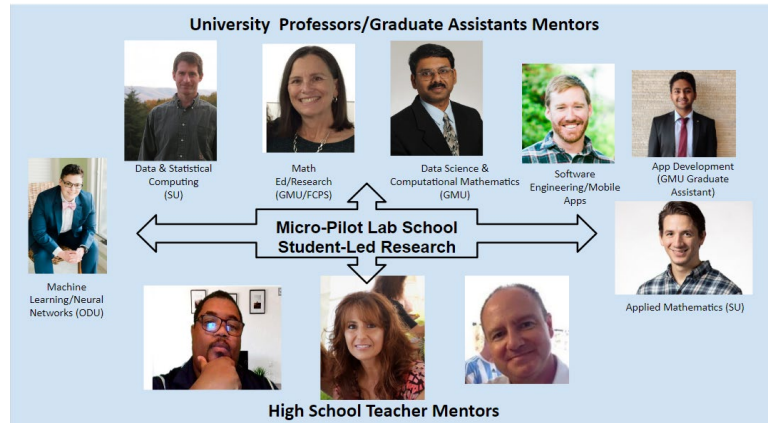 University Professors/Graduate Assistants Mentors
Data & Statistical
Computing
(SU)
Math
Ed/Research
(GMU/FCPS)
Data Science &
Computational Mathematics
(GMU)
Software
Engineering/Mobile
Apps
App Development
(GMU Graduate
Assistant)
Micro-Pilot Lab School
Student-Led Research
Machine
Learning/Neural
Networks (ODU)
Applied Mathematics (SU)
High School Teacher Mentors